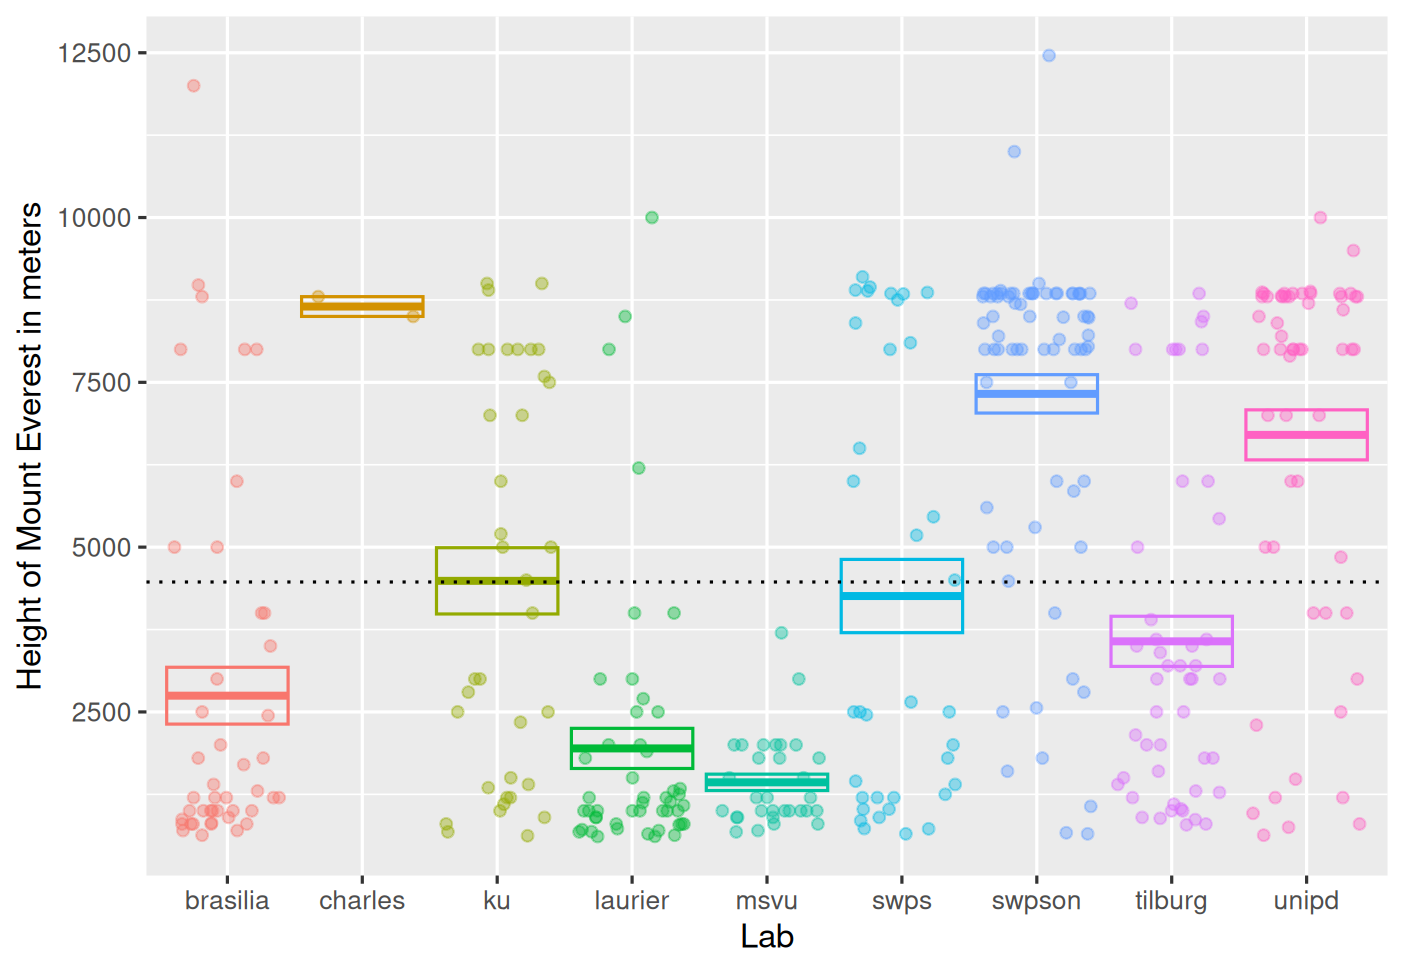 Height of Mount Everest in meters
12500
10000
7500
5000
2500
brasilia charles ku laurier msvu swps swpson tilburg unipd
Lab